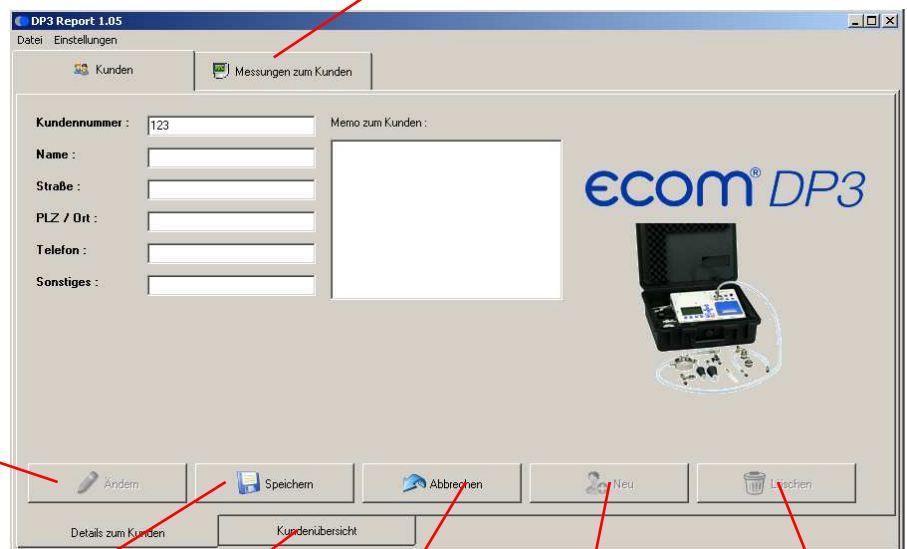 DP3 Report 1.05
Datei Einstellungen
Kunden
Messungen zum Kunden
Kundennummer :
123
Memo zum Kunden :
Name :
Straße :
PLZ / Ort :
Telefon :
Sonstiges :
ecom® DP3
Ändern
Speichern
Abbrechen
Neu
Löschen
Details zum Kunden
Kundenübersicht